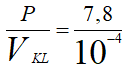 P / V_KL = 7,8 / 10^-4